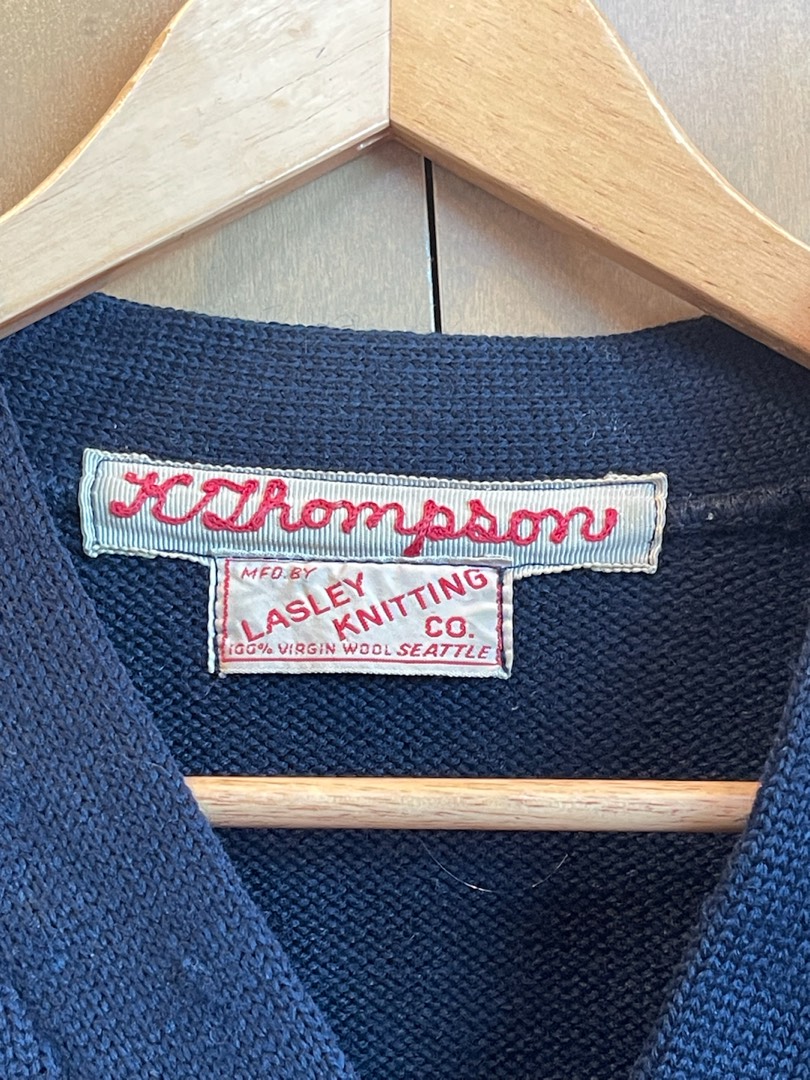 K Thompson
MFD. BY
LASLEY
KNITTING
CO.
100% VIRGIN WOOL SEATTLE